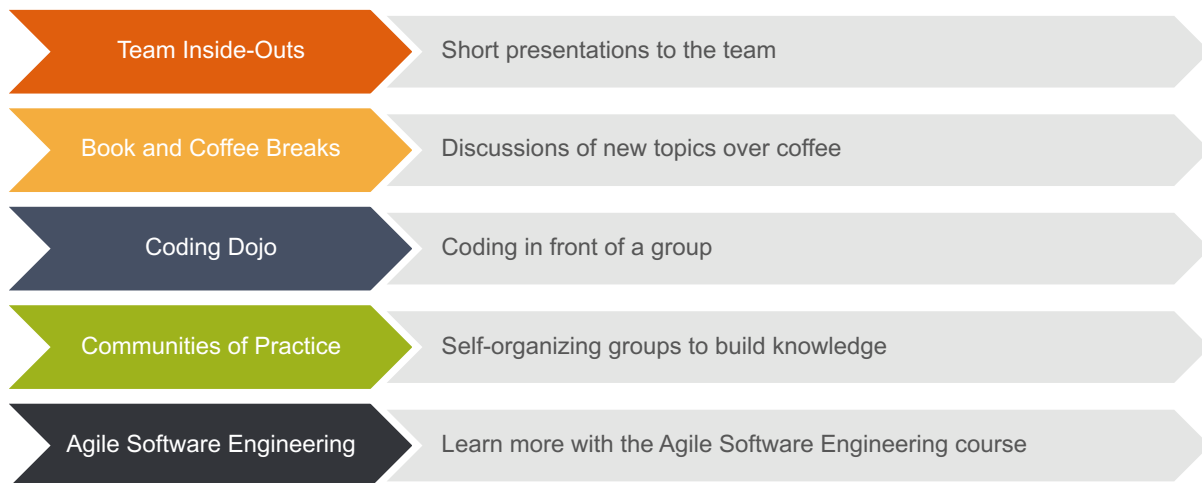 Team Inside-Outs
Short presentations to the team
Book and Coffee Breaks
Discussions of new topics over coffee
Coding Dojo
Coding in front of a group
Communities of Practice
Self-organizing groups to build knowledge
Agile Software Engineering
Learn more with the Agile Software Engineering course